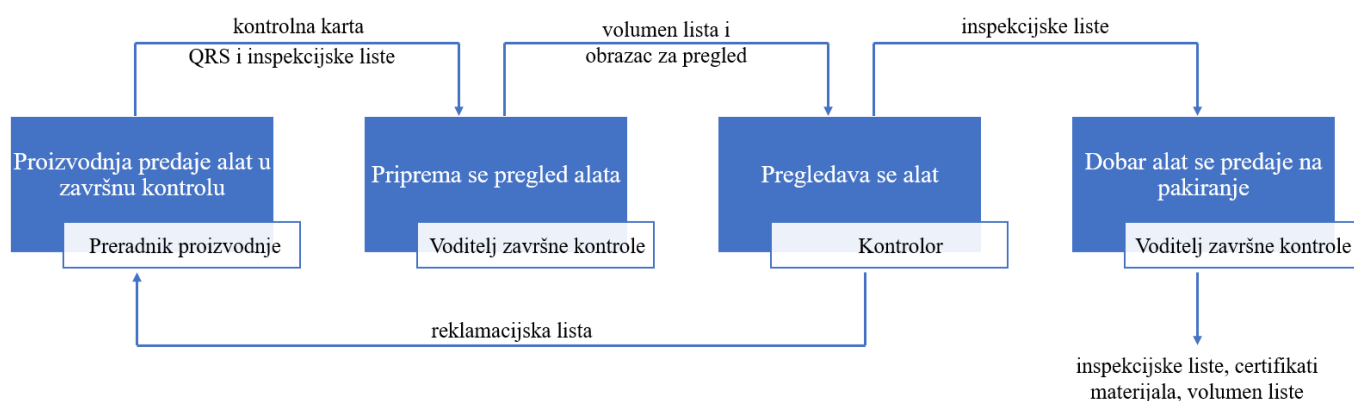 kontrolna karta
QRS i inspekcijske liste
volumen lista i
obrazac za pregled
inspekcijske liste
Proizvodnja predaje alat u
završnu kontrolu
Preradnik proizvodnje
Priprema se pregled alata
Voditelj završne kontrole
Pregledava se alat
Kontrolor
Dobar alat se predaje na
pakiranje
Voditelj završne kontrole
reklamacijska lista
inspekcijske liste, certifikati
materijala, volumen liste